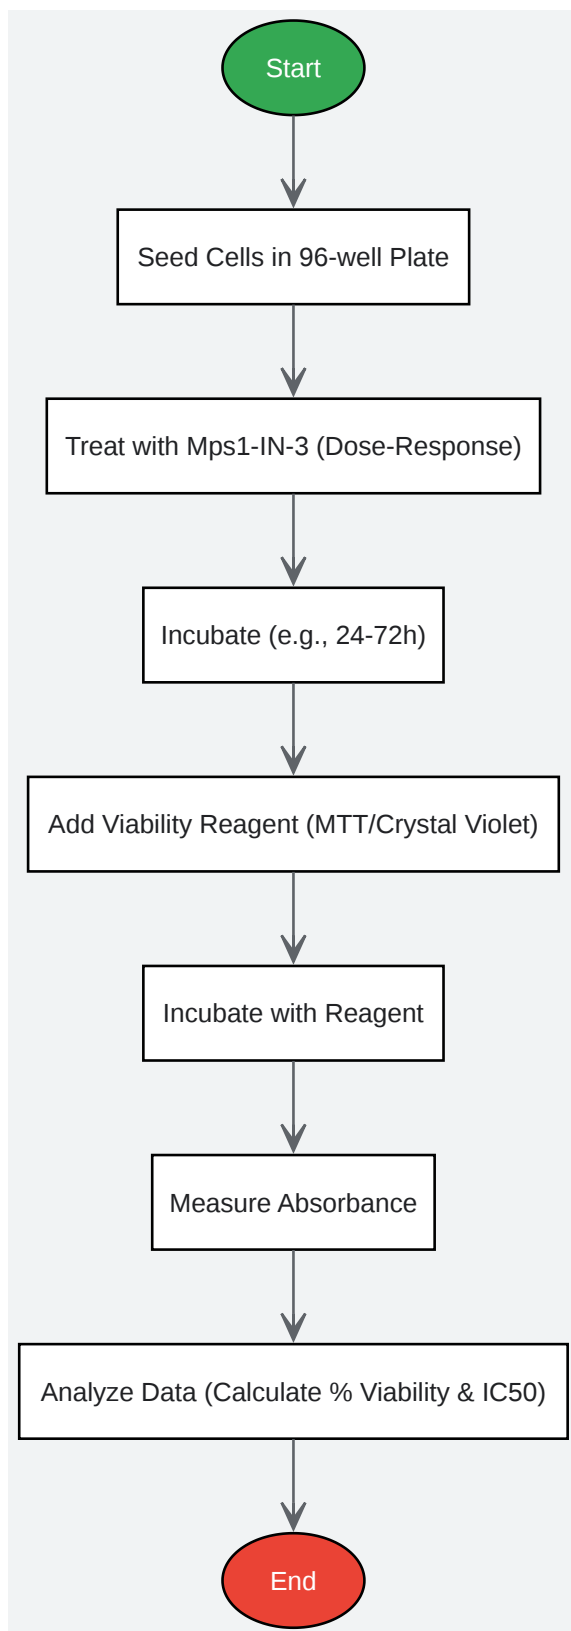 Start
Seed Cells in 96-well Plate
Treat with Mps1-IN-3 (Dose-Response)
Incubate (e.g., 24-72h)
Add Viability Reagent (MTT/Crystal Violet)
Incubate with Reagent
Measure Absorbance
Analyze Data (Calculate % Viability & IC50)
End